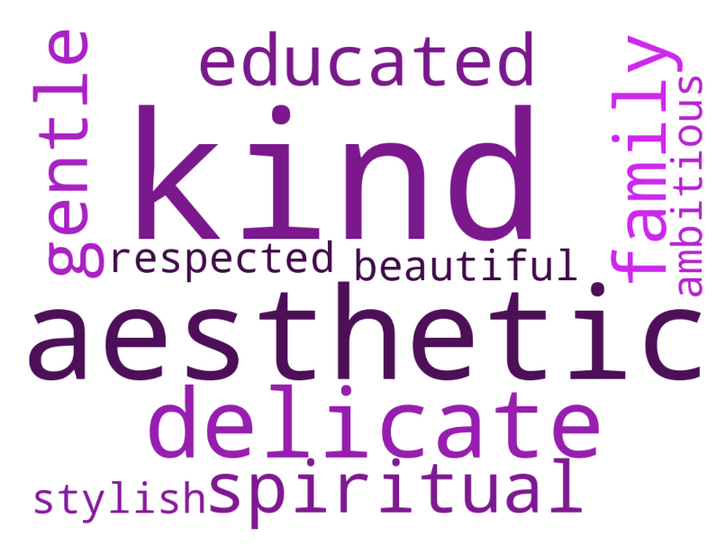 educated
gentle
kind
family
ambitious
respected
beautiful
aesthetic
delicate
stylish
spiritual